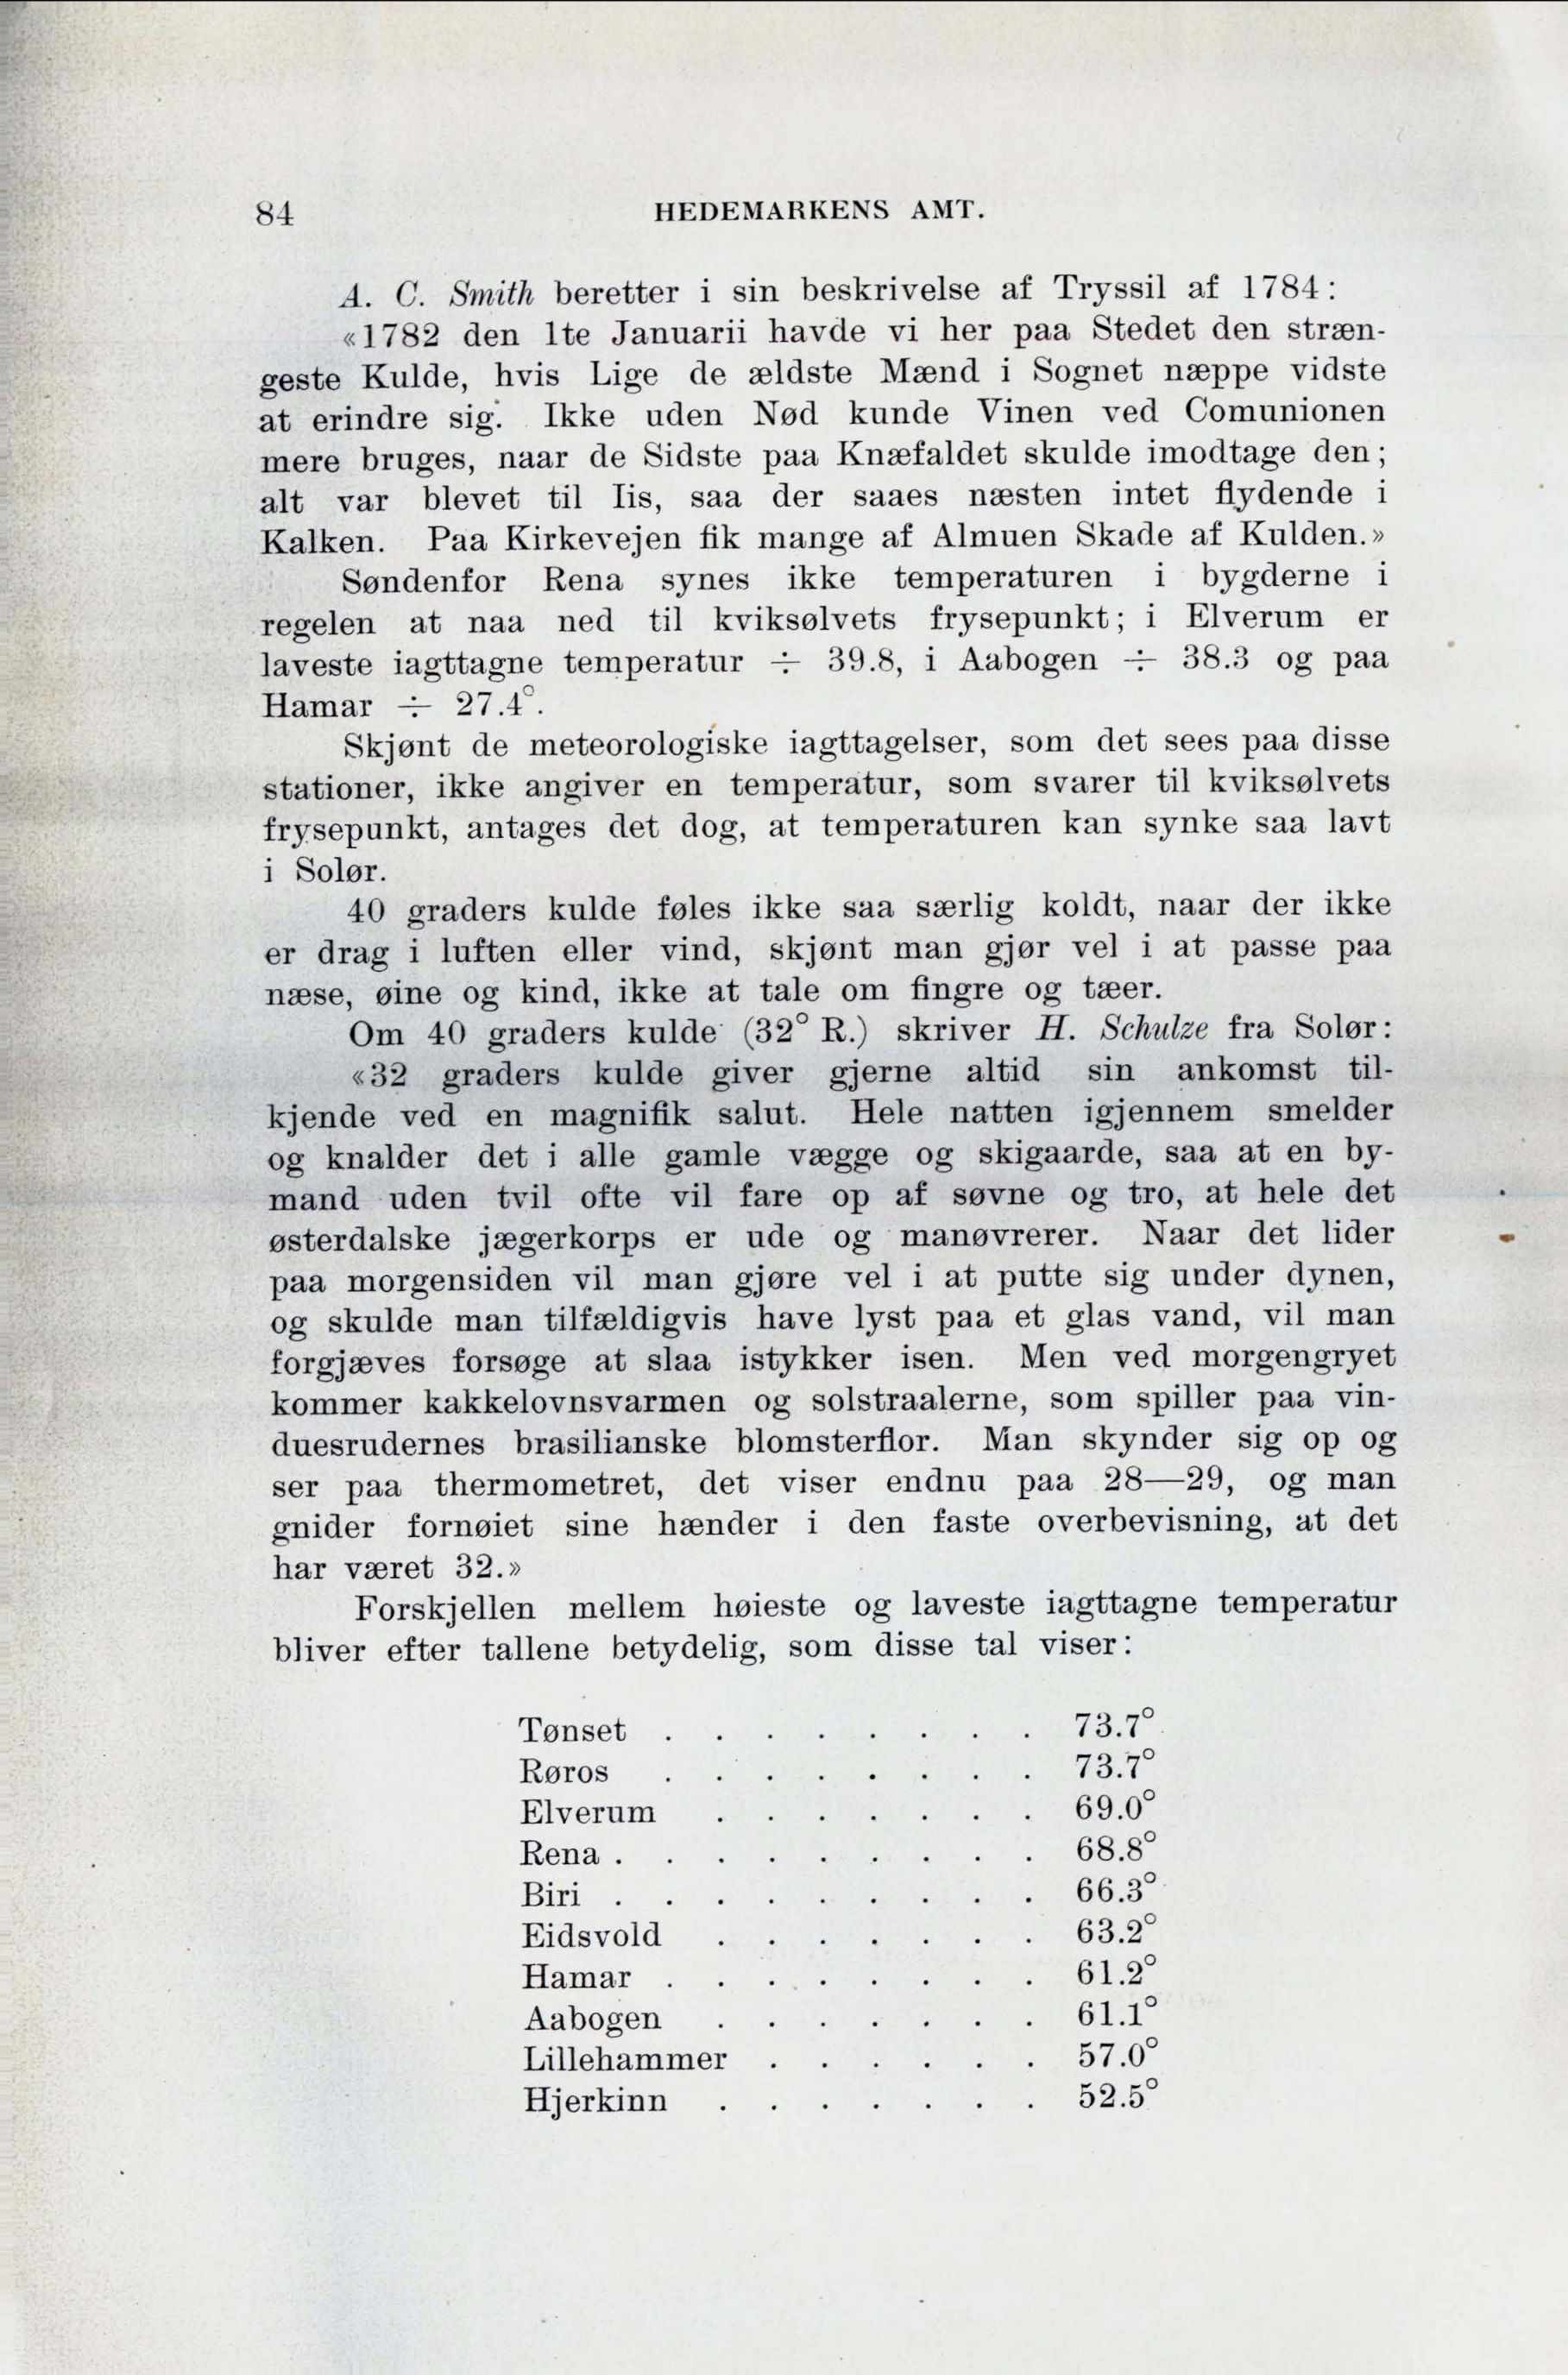 84
HEDEMARKENS AMT.
A. C. Smith beretter i sin beskrivelse af Tryssil af 1784:
«1782 den 1te Januarii havde vi her paa Stedet den stræn-
geste Kulde, hvis Lige de ældste Mænd i Sognet næppe vidste
at erindre sig. Ikke uden Nød kunde Vinen ved Comunionen
mere bruges, naar de Sidste paa Knæfaldet skulde imodtage den;
alt var blevet til Iis, saa der saaes næsten intet flydende i
Kalken. Paa Kirkevejen fik mange af Almuen Skade af Kulden.»
Søndenfor Rena synes ikke temperaturen i bygderne i
regelen at naa ned til kviksølvets frysepunkt; i Elverum er
laveste iagttagne temperatur ÷ 39.8, i Aabogen ÷ 38.3 og paa
Hamar ÷ 27.4°.
Skjønt de meteorologiske iagttagelser, som det sees paa disse
stationer, ikke angiver en temperatur, som svarer til kviksølvets
frysepunkt, antages det dog, at temperaturen kan synke saa lavt
i Solør.
40 graders kulde føles ikke saa særlig koldt, naar der ikke
er drag i luften eller vind, skjønt man gjør vel i at passe paa
næse, øine og kind, ikke at tale om fingre og tæer.
Om 40 graders kulde (32° R.) skriver H. Schulze fra Solør:
«32 graders kulde giver gjerne altid sin ankomst til-
kjende ved en magnifik salut. Hele natten igjennem smelder
og knalder det i alle gamle vægge og skigaarde, saa at en by-
mand uden tvil ofte vil fare op af søvne og tro, at hele det
østerdalske jægerkorps er ude og manøvrerer. Naar det lider
paa morgensiden vil man gjøre vel i at putte sig under dynen,
og skulde man tilfældigvis have lyst paa et glas vand, vil man
forgjæves forsøge at slaa istykker isen. Men ved morgengryet
kommer kakkelovnsvarmen og solstraalerne, som spiller paa vin-
duesrudernes brasilianske blomsterflor. Man skynder sig op og
ser paa thermometret, det viser endnu paa 28—29, og man
gnider fornøiet sine hænder i den faste overbevisning, at det
har været 32.»
Forskjellen mellem høieste og laveste iagttagne temperatur
bliver efter tallene betydelig, som disse tal viser:
Tønset . . . . . . . . 73.7°
Røros . . . . . . . . 73.7°
Elverum . . . . . . . 69.0°
Rena . . . . . . . . . 68.8°
Biri . . . . . . . . . 66.3°
Eidsvold . . . . . . . 63.2°
Hamar . . . . . . . . 61.2°
Aabogen . . . . . . . 61.1°
Lillehammer . . . . . . 57.0°
Hjerkinn . . . . . . . 52.5°